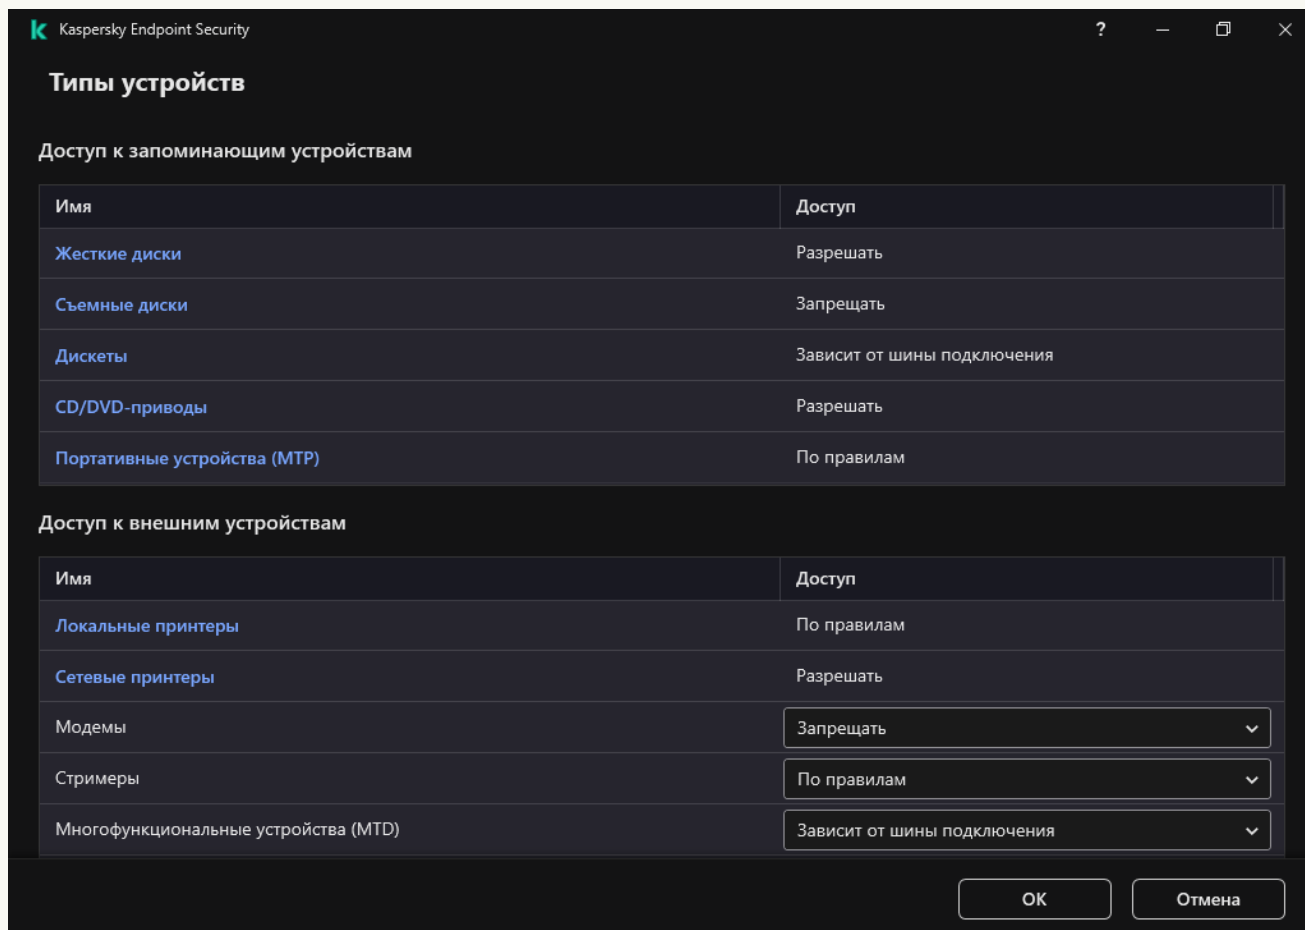 Kaspersky Endpoint Security ?
Типы устройств
Доступ к запоминающим устройствам
Имя Доступ
Жесткие диски Разрешать
Съемные диски Запрещать
Дискеты Зависит от шины подключения
CD/DVD-приводы Разрешать
Портативные устройства (MTP) По правилам
Доступ к внешним устройствам
Имя Доступ
Локальные принтеры По правилам
Сетевые принтеры Разрешать
Модемы Запрещать
Стримеры По правилам
Многофункциональные устройства (MTD) Зависит от шины подключения
ОК Отмена